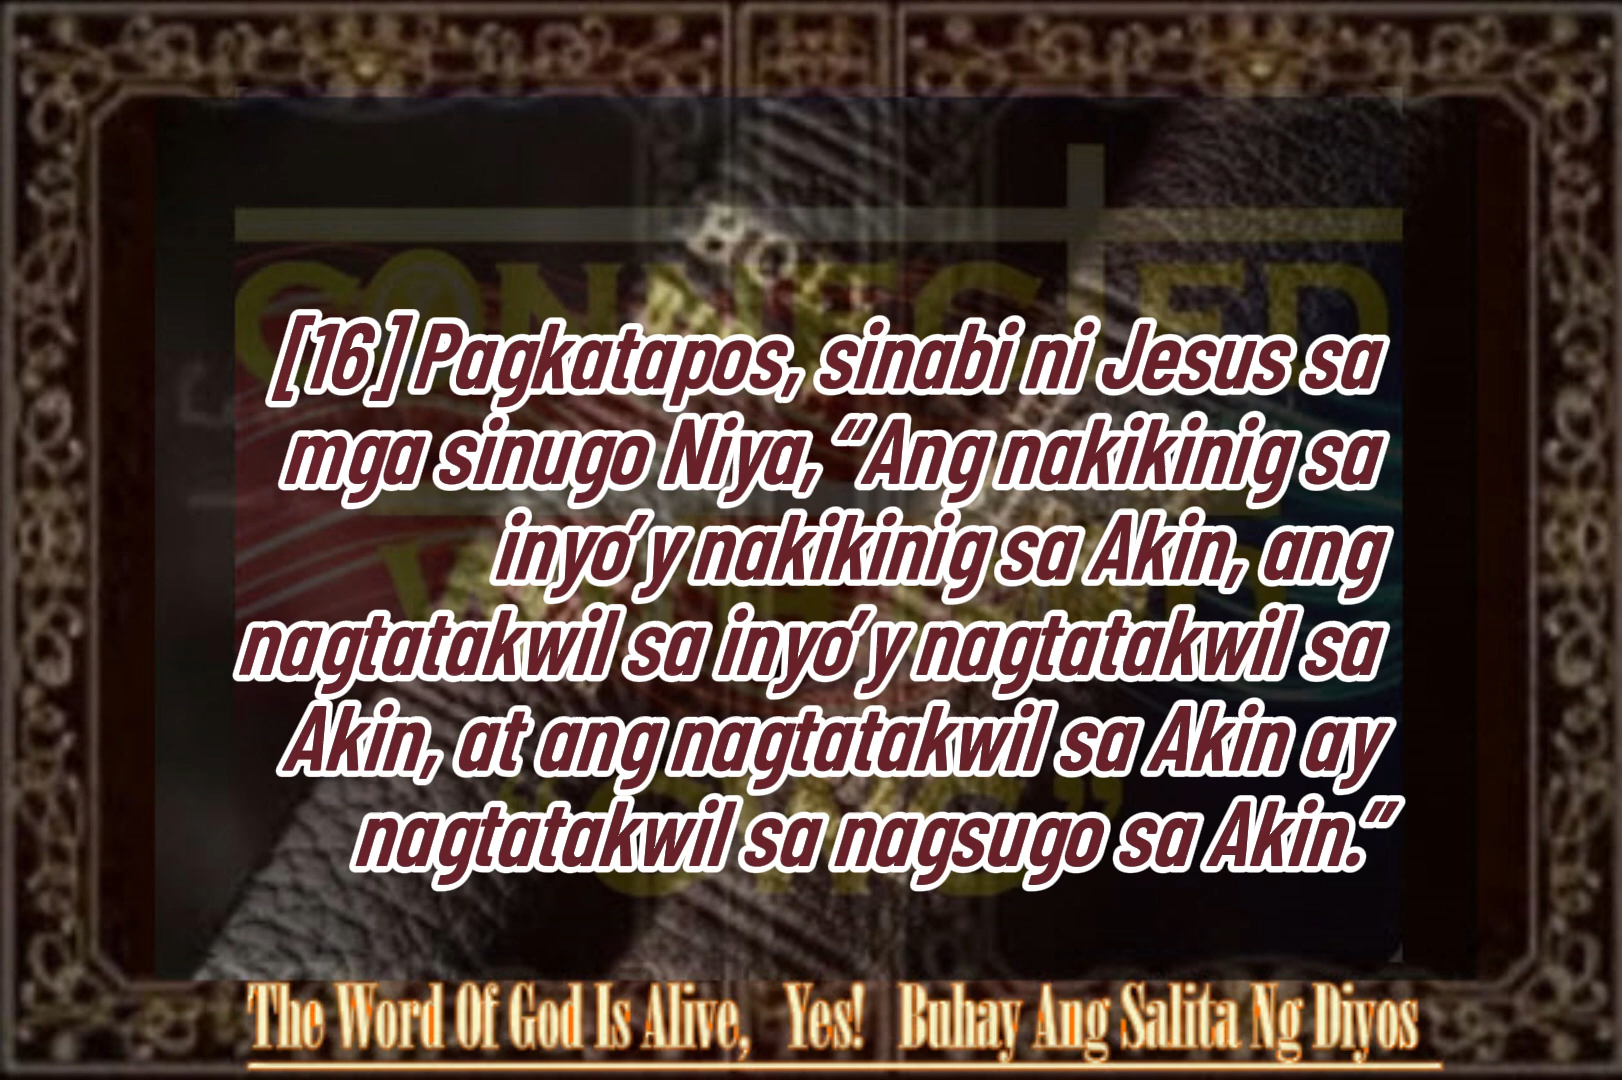 [16] Pagkatapos, sinabi ni Jesus sa
mga sinugo Niya, “Ang nakikinig sa
inyo’y nakikinig sa Akin, ang
nagtatakwil sa inyo’y nagtatakwil sa
Akin, at ang nagtatakwil sa Akin ay
nagtatakwil sa nagsugo sa Akin.”
The Word Of God Is Alive, Yes! Buhay Ang Salita Ng Diyos